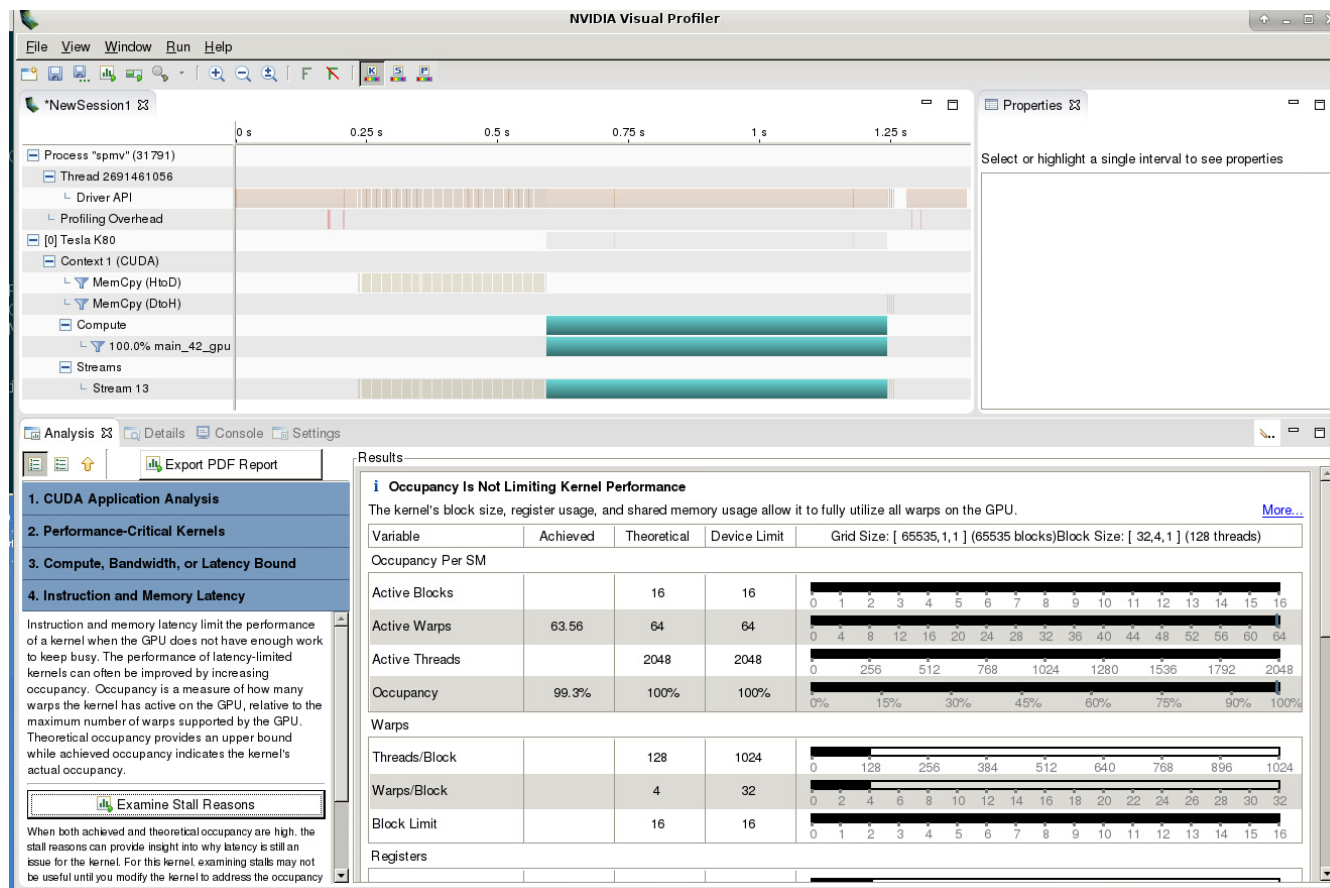 NVIDIA Visual Profiler
File View Window Run Help
*NewSession1
Properties
0 s 0.25 s 0.5 s 0.75 s 1 s 1.25 s
Process "spmv" (31791)
Thread 2691461056
Driver API
Profiling Overhead
[0] Tesla K80
Context 1 (CUDA)
MemCpy (HtoD)
MemCpy (DtoH)
Compute
100.0% main_42_gpu
Streams
Stream 13
Select or highlight a single interval to see properties
Analysis Details Console Settings
Export PDF Report
1. CUDA Application Analysis
2. Performance-Critical Kernels
3. Compute, Bandwidth, or Latency Bound
4. Instruction and Memory Latency
Instruction and memory latency limit the performance
of a kernel when the GPU does not have enough work
to keep busy. The performance of latency-limited
kernels can often be improved by increasing
occupancy. Occupancy is a measure of how many
warps the kernel has active on the GPU, relative to the
maximum number of warps supported by the GPU.
Theoretical occupancy provides an upper bound
while achieved occupancy indicates the kernel's
actual occupancy.
Examine Stall Reasons
When both achieved and theoretical occupancy are high, the
stall reasons can provide insight into why latency is still an
issue for the kernel. For this kernel, examining stalls may not
be useful until you modify the kernel to address the occupancy
Results
i Occupancy Is Not Limiting Kernel Performance
The kernel's block size, register usage, and shared memory usage allow it to fully utilize all warps on the GPU. More...
Variable Achieved Theoretical Device Limit Grid Size: [ 65535,1,1 ] (65535 blocks)Block Size: [ 32,4,1 ] (128 threads)
Occupancy Per SM
Active Blocks 16 16
0 1 2 3 4 5 6 7 8 9 10 11 12 13 14 15 16
Active Warps 63.56 64 64
0 4 8 12 16 20 24 28 32 36 40 44 48 52 56 60 64
Active Threads 2048 2048
0 256 512 768 1024 1280 1536 1792 2048
Occupancy 99.3% 100% 100%
0% 15% 30% 45% 60% 75% 90% 100%
Warps
Threads/Block 128 1024
0 128 256 384 512 640 768 896 1024
Warps/Block 4 32
0 2 4 6 8 10 12 14 16 18 20 22 24 26 28 30 32
Block Limit 16 16
0 1 2 3 4 5 6 7 8 9 10 11 12 13 14 15 16
Registers